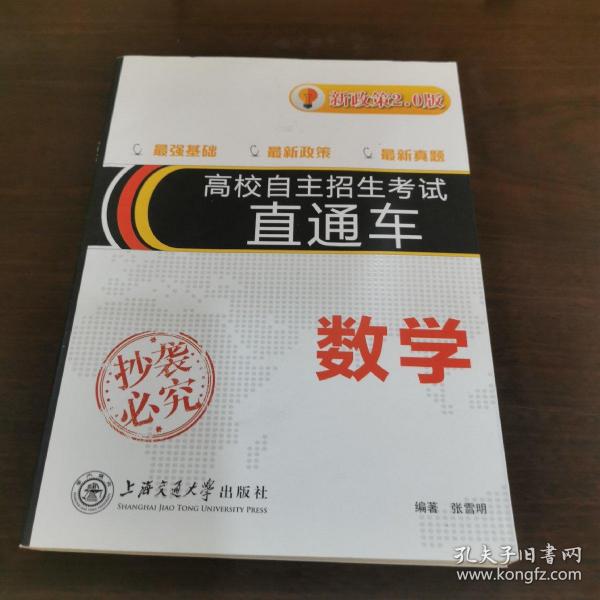 新政策2.0版
最强基础 最新政策 最新真题
高校自主招生考试
直通车
数学
抄袭
必究
上海交通大学出版社
SHANGHAI JIAO TONG UNIVERSITY PRESS
编著 张雪明
孔夫子旧书网
www.kongfz.com